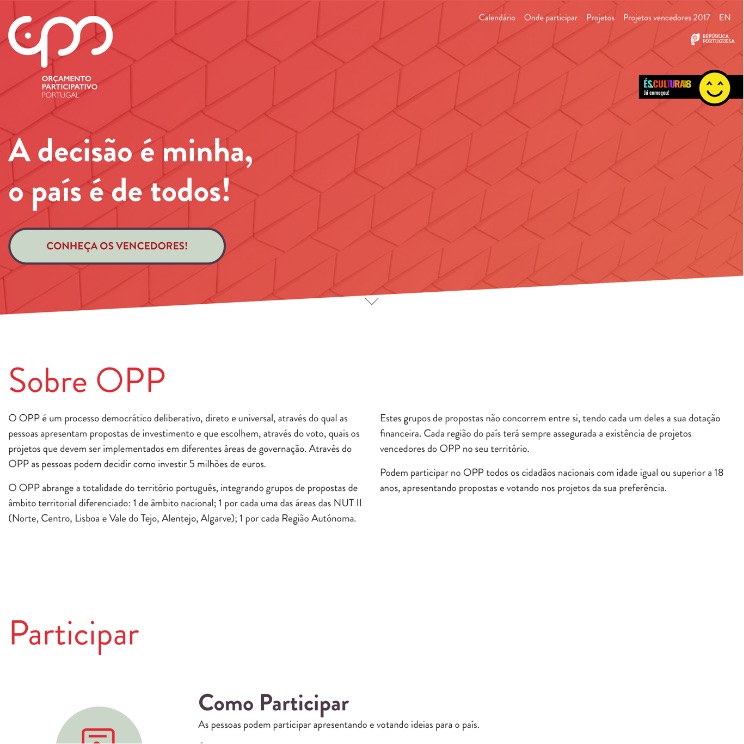 Calendário Onde participar Projetos Projetos vencedores 2017 EN
REPÚBLICA
PORTUGUESA
opp
ORÇAMENTO
PARTICIPATIVO
PORTUGAL
ÉS.CULTURA18
Já começou!
A decisão é minha,
o país é de todos!
CONHEÇA OS VENCEDORES!
Sobre OPP
O OPP é um processo democrático deliberativo, direto e universal, através do qual as
pessoas apresentam propostas de investimento e que escolhem, através do voto, quais os
projetos que devem ser implementados em diferentes áreas de governação. Através do
OPP as pessoas podem decidir como investir 5 milhões de euros.
O OPP abrange a totalidade do território português, integrando grupos de propostas de
âmbito territorial diferenciado: 1 de âmbito nacional; 1 por cada uma das áreas das NUT II
(Norte, Centro, Lisboa e Vale do Tejo, Alentejo, Algarve); 1 por cada Região Autónoma.
Estes grupos de propostas não concorrem entre si, tendo cada um deles a sua dotação
financeira. Cada região do país terá sempre assegurada a existência de projetos
vencedores do OPP no seu território.
Podem participar no OPP todos os cidadãos nacionais com idade igual ou superior a 18
anos, apresentando propostas e votando nos projetos da sua preferência.
Participar
Como Participar
As pessoas podem participar apresentando e votando ideias para o país.